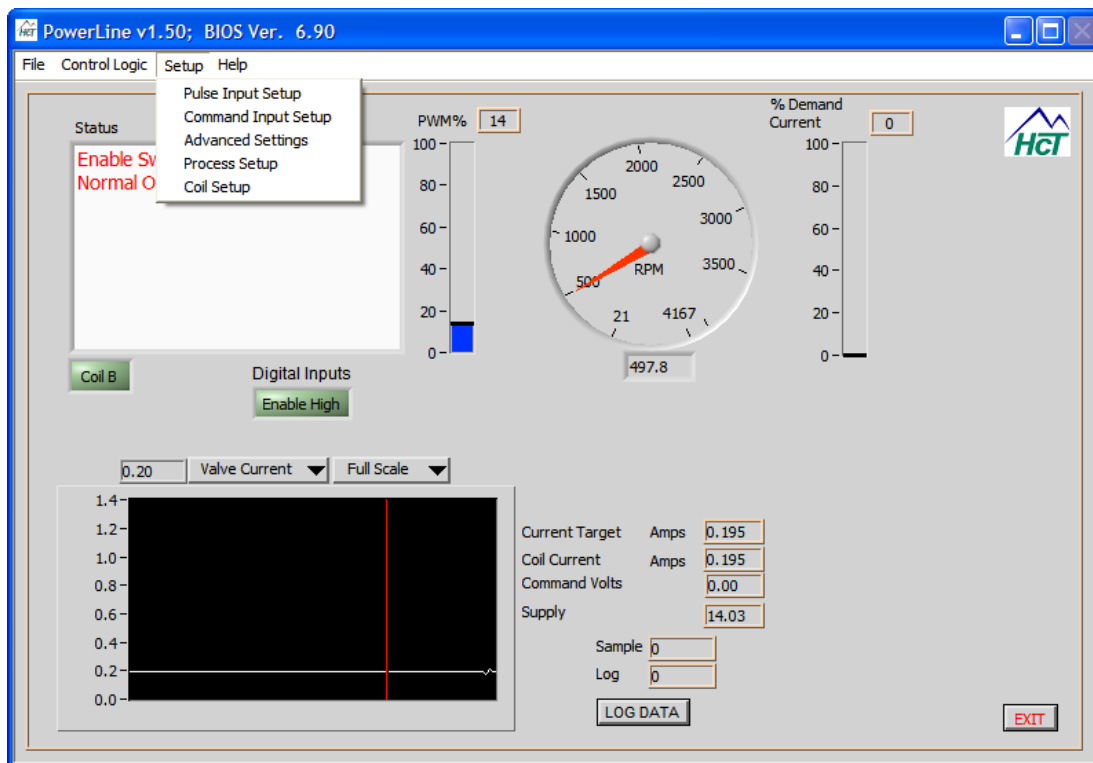 PowerLine v1.50; BIOS Ver. 6.90
File Control Logic Setup Help
Pulse Input Setup
Command Input Setup
Advanced Settings
Process Setup
Coil Setup
Status
Enable Sw
Normal O
PWM% 14
100
80
60
40
20
0
2000
1500
2500
1000
3000
RPM
3500
500
21
4167
497.8
% Demand
Current 0
100
80
60
40
20
0
HCT
Coil B
Digital Inputs
Enable High
0.20 Valve Current Full Scale
1.4
1.2
1.0
0.8
0.6
0.4
0.2
0.0
Current Target Amps 0.195
Coil Current Amps 0.195
Command Volts 0.00
Supply 14.03
Sample 0
Log 0
LOG DATA
EXIT